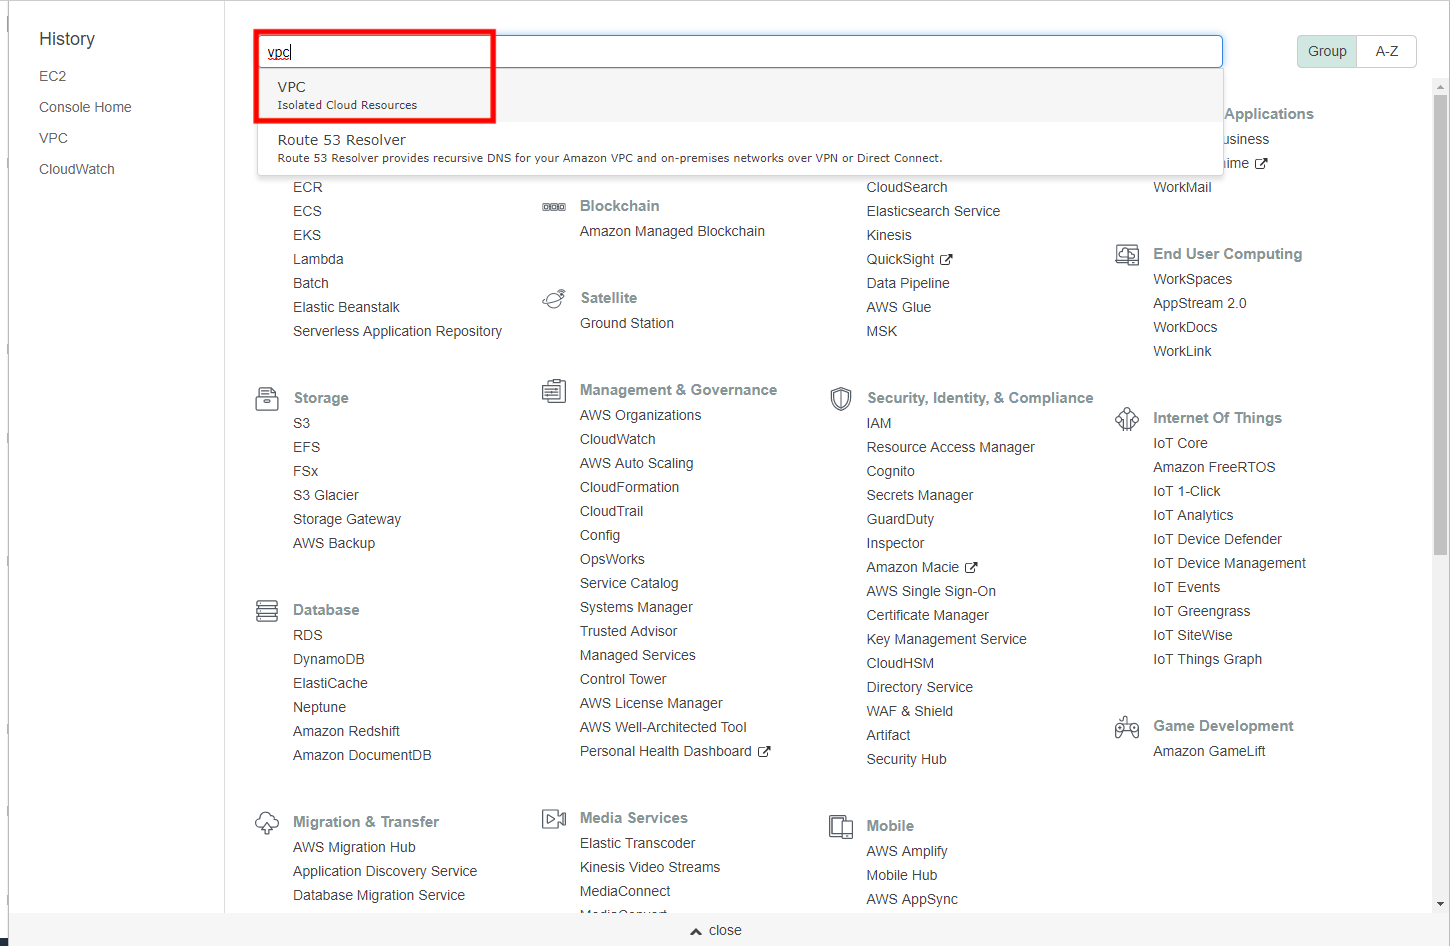 History
EC2
Console Home
VPC
CloudWatch
vpc
VPC
Isolated Cloud Resources
Route 53 Resolver
Route 53 Resolver provides recursive DNS for your Amazon VPC and on-premises networks over VPN or Direct Connect.
Group
A-Z
ECR
ECS
EKS
Lambda
Batch
Elastic Beanstalk
Serverless Application Repository
Storage
S3
EFS
FSx
S3 Glacier
Storage Gateway
AWS Backup
Database
RDS
DynamoDB
ElastiCache
Neptune
Amazon Redshift
Amazon DocumentDB
Migration & Transfer
AWS Migration Hub
Application Discovery Service
Database Migration Service
Blockchain
Amazon Managed Blockchain
Satellite
Ground Station
Management & Governance
AWS Organizations
CloudWatch
AWS Auto Scaling
CloudFormation
CloudTrail
Config
OpsWorks
Service Catalog
Systems Manager
Trusted Advisor
Managed Services
Control Tower
AWS License Manager
AWS Well-Architected Tool
Personal Health Dashboard
Media Services
Elastic Transcoder
Kinesis Video Streams
MediaConnect
MediaConvert
CloudSearch
Elasticsearch Service
Kinesis
QuickSight
Data Pipeline
AWS Glue
MSK
Security, Identity, & Compliance
IAM
Resource Access Manager
Cognito
Secrets Manager
GuardDuty
Inspector
Amazon Macie
AWS Single Sign-On
Certificate Manager
Key Management Service
CloudHSM
Directory Service
WAF & Shield
Artifact
Security Hub
Mobile
AWS Amplify
Mobile Hub
AWS AppSync
Applications
usiness
ime
WorkMail
End User Computing
WorkSpaces
AppStream 2.0
WorkDocs
WorkLink
Internet Of Things
IoT Core
Amazon FreeRTOS
IoT 1-Click
IoT Analytics
IoT Device Defender
IoT Device Management
IoT Events
IoT Greengrass
IoT SiteWise
IoT Things Graph
Game Development
Amazon GameLift
close